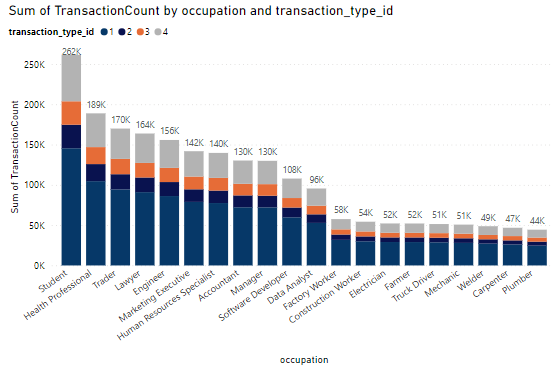 Sum of TransactionCount by occupation and transaction_type_id
transaction_type_id 1 2 3 4
Sum of TransactionCount
250K
200K
150K
100K
50K
0K
262K
189K
170K
164K
156K
142K
140K
130K
130K
108K
96K
58K
54K
52K
52K
51K
51K
49K
47K
44K
Student
Health Professional
Trader
Lawyer
Engineer
Marketing Executive
Human Resources Specialist
Accountant
Manager
Software Developer
Data Analyst
Factory Worker
Construction Worker
Electrician
Farmer
Truck Driver
Mechanic
Welder
Carpenter
Plumber
occupation